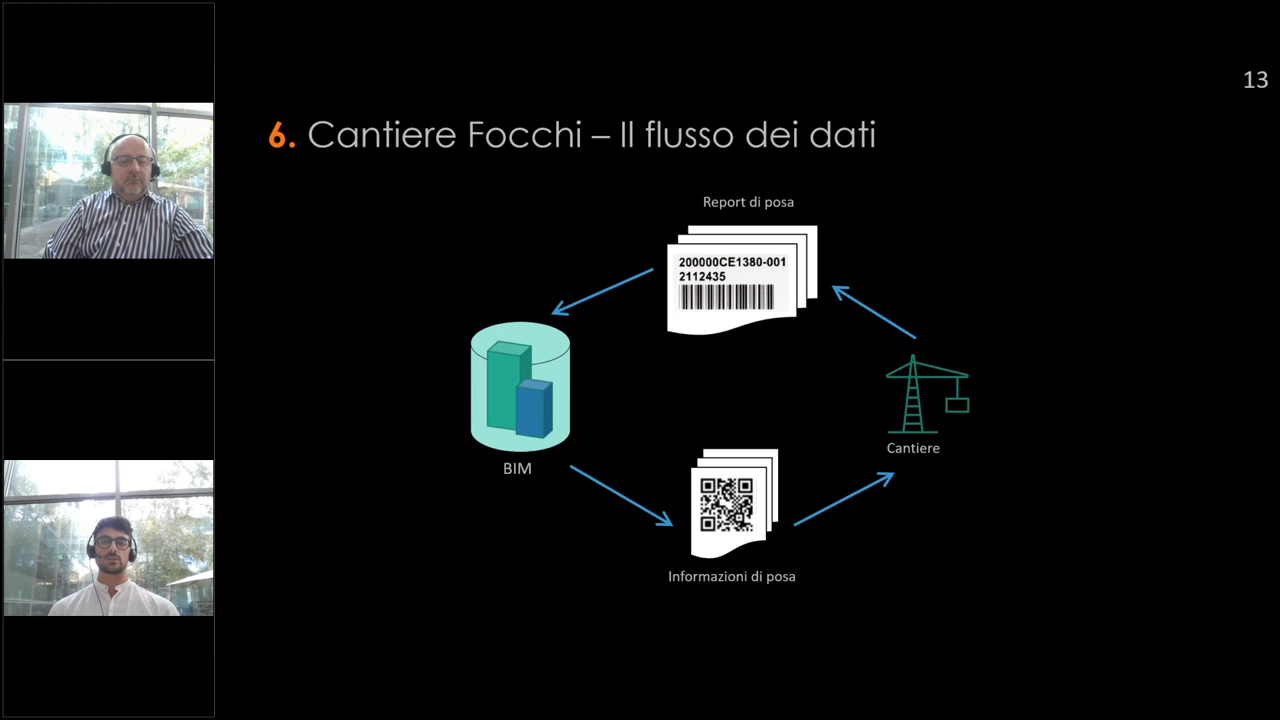 13
6. Cantiere Focchi – Il flusso dei dati
Report di posa
200000CE1380-001
2112435
BIM
Cantiere
Informazioni di posa